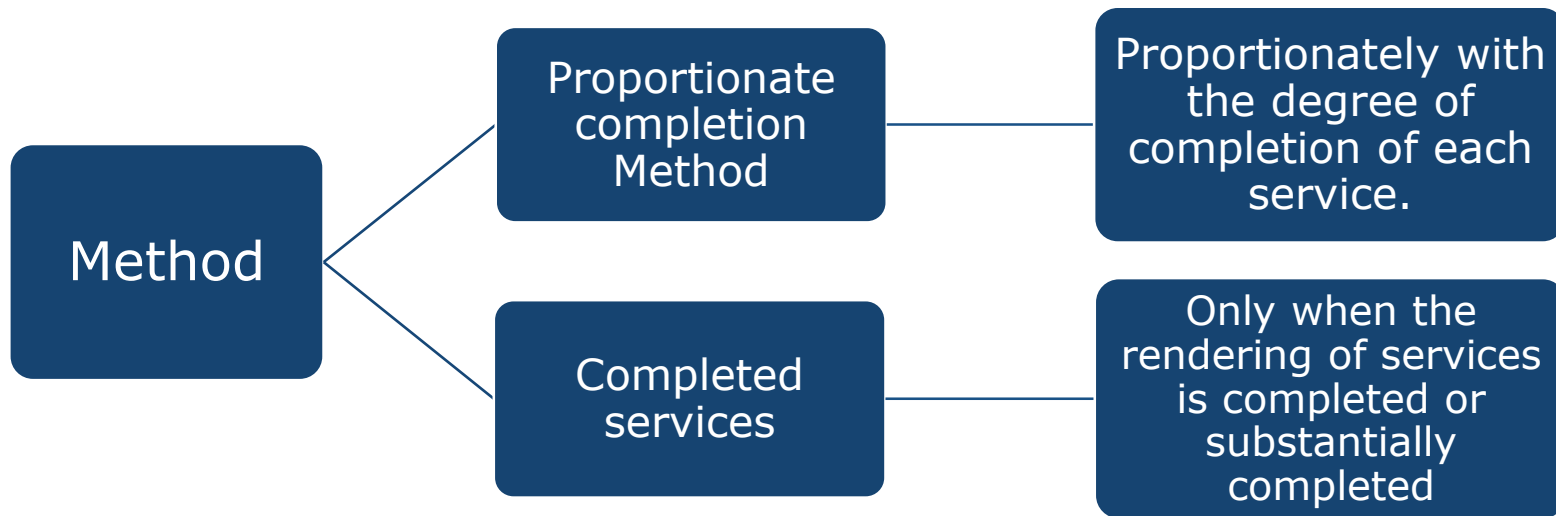 Method
Proportionate
completion
Method
Proportionately with
the degree of
completion of each
service.
Completed
services
Only when the
rendering of services
is completed or
substantially
completed